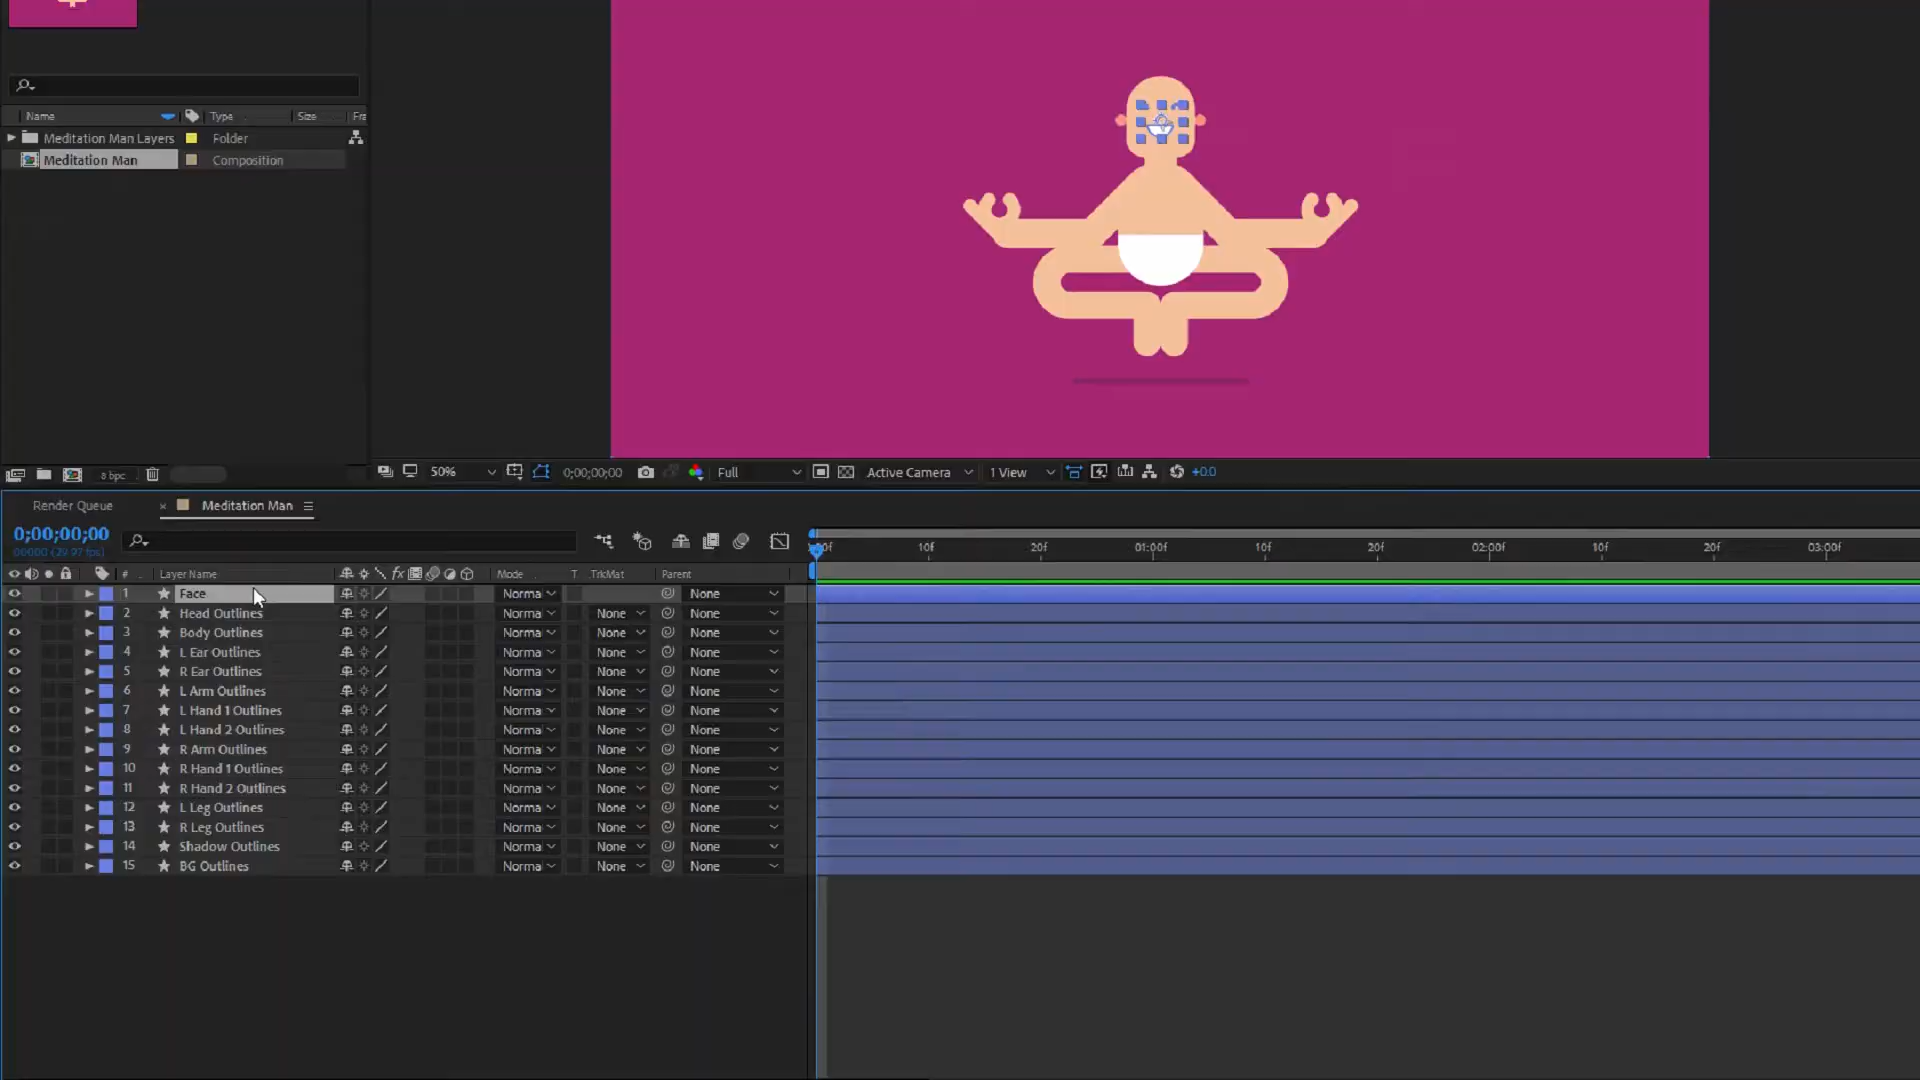 Name Type Size Fra
Meditation Man Layers Folder
Meditation Man Composition
8 bpc
50% 0;00;00;00 Full Active Camera 1 View +0.0
Render Queue × Meditation Man
0;00;00;00
00000 (29.97 fps)
:00f 10f 20f 01:00f 10f 20f 02:00f 10f 20f 03:00f
# Layer Name fx Mode T .TrkMat Parent
1 Face Norma None
2 Head Outlines Norma None None
3 Body Outlines Norma None None
4 L Ear Outlines Norma None None
5 R Ear Outlines Norma None None
6 L Arm Outlines Norma None None
7 L Hand 1 Outlines Norma None None
8 L Hand 2 Outlines Norma None None
9 R Arm Outlines Norma None None
10 R Hand 1 Outlines Norma None None
11 R Hand 2 Outlines Norma None None
12 L Leg Outlines Norma None None
13 R Leg Outlines Norma None None
14 Shadow Outlines Norma None None
15 BG Outlines Norma None None